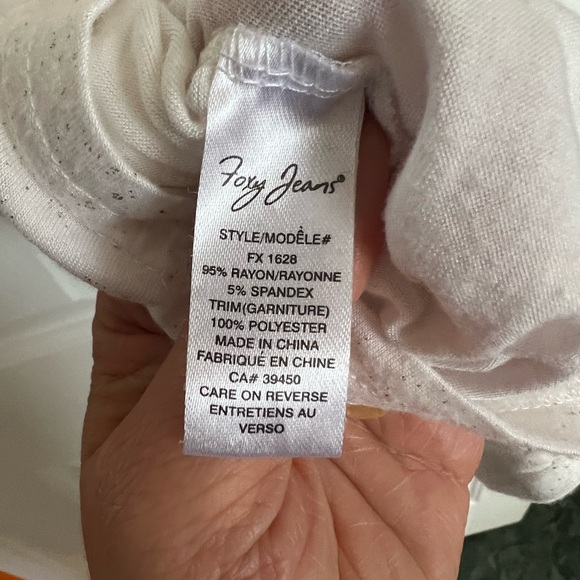 Foxy Jeans®
STYLE/MODÊLE#
FX 1628
95% RAYON/RAYONNE
5% SPANDEX
TRIM(GARNITURE)
100% POLYESTER
MADE IN CHINA
FABRIQUÉ EN CHINE
CA# 39450
CARE ON REVERSE
ENTRETIENS AU
VERSO